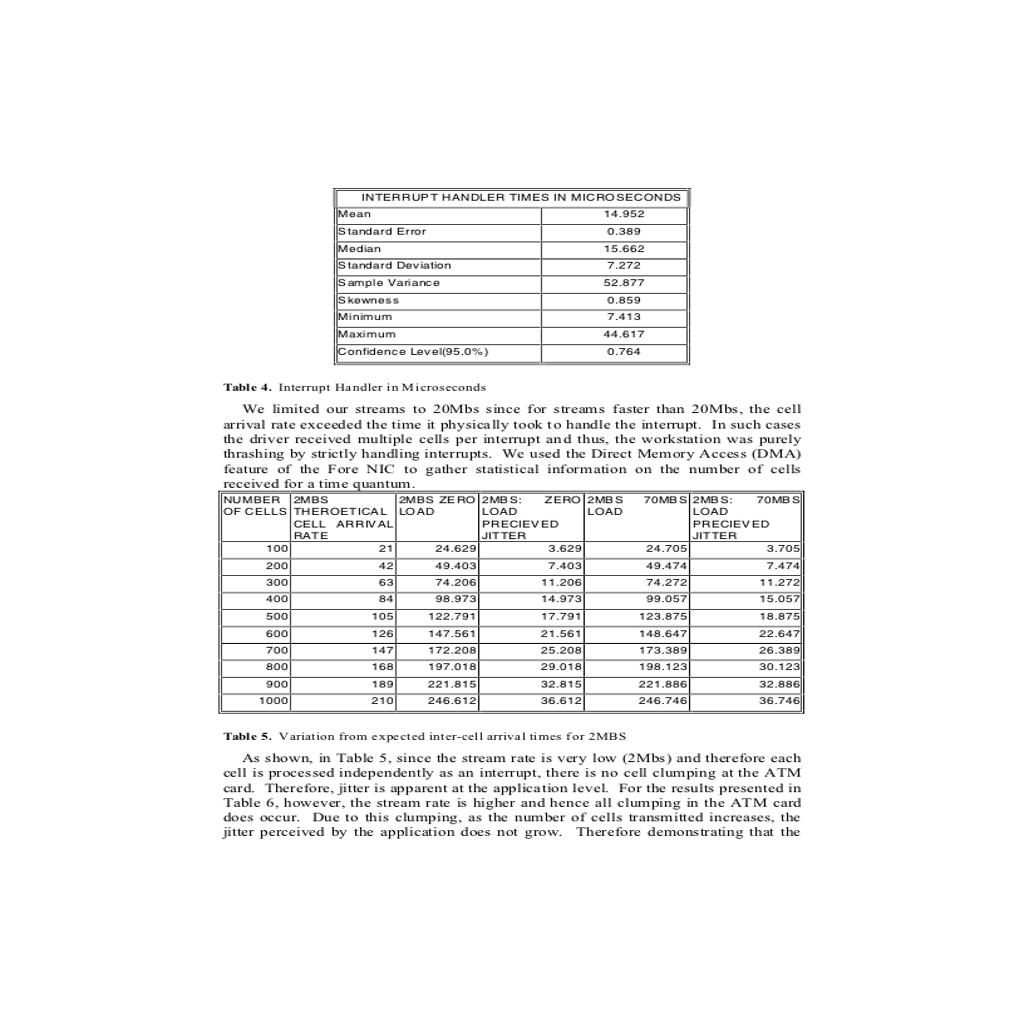 INTERRUPT HANDLER TIMES IN MICROSECONDS
Mean 14.952
Standard Error 0.389
Median 15.662
Standard Deviation 7.272
Sample Variance 52.877
Skewness 0.859
Minimum 7.413
Maximum 44.617
Confidence Level(95.0%) 0.764
Table 4. Interrupt Handler in Microseconds
We limited our streams to 20Mbs since for streams faster than 20Mbs, the cell
arrival rate exceeded the time it physically took to handle the interrupt. In such cases
the driver received multiple cells per interrupt and thus, the workstation was purely
thrashing by strictly handling interrupts. We used the Direct Memory Access (DMA)
feature of the Fore NIC to gather statistical information on the number of cells
received for a time quantum.
NUMBER 2MBS 2MBS ZERO 2MBS: ZERO 2MBS 70MBS 2MBS: 70MBS
OF CELLS THEROETICAL LOAD LOAD LOAD LOAD
CELL ARRIVAL PRECIEVED PRECIEVED
RATE JITTER JITTER
100 21 24.629 3.629 24.705 3.705
200 42 49.403 7.403 49.474 7.474
300 63 74.206 11.206 74.272 11.272
400 84 98.973 14.973 99.057 15.057
500 105 122.791 17.791 123.875 18.875
600 126 147.561 21.561 148.647 22.647
700 147 172.208 25.208 173.389 26.389
800 168 197.018 29.018 198.123 30.123
900 189 221.815 32.815 221.886 32.886
1000 210 246.612 36.612 246.746 36.746
Table 5. Variation from expected inter-cell arrival times for 2MBS
As shown, in Table 5, since the stream rate is very low (2Mbs) and therefore each
cell is processed independently as an interrupt, there is no cell clumping at the ATM
card. Therefore, jitter is apparent at the application level. For the results presented in
Table 6, however, the stream rate is higher and hence all clumping in the ATM card
does occur. Due to this clumping, as the number of cells transmitted increases, the
jitter perceived by the application does not grow. Therefore demonstrating that the